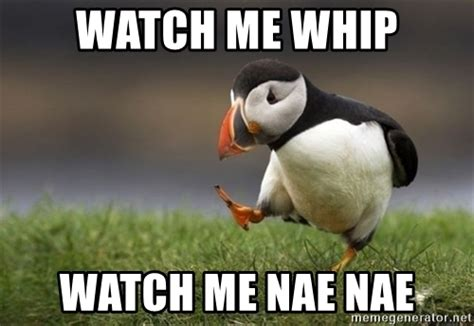 WATCH ME WHIP
WATCH ME NAE NAE
memegenerator.net